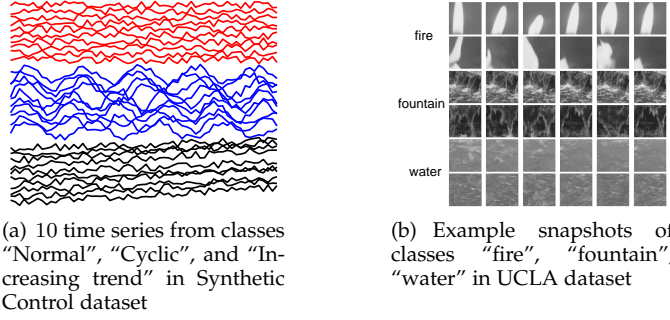 fire
fountain
water
(a) 10 time series from classes
“Normal”, “Cyclic”, and “In-
creasing trend” in Synthetic
Control dataset
(b) Example snapshots of
classes “fire”, “fountain”,
“water” in UCLA dataset